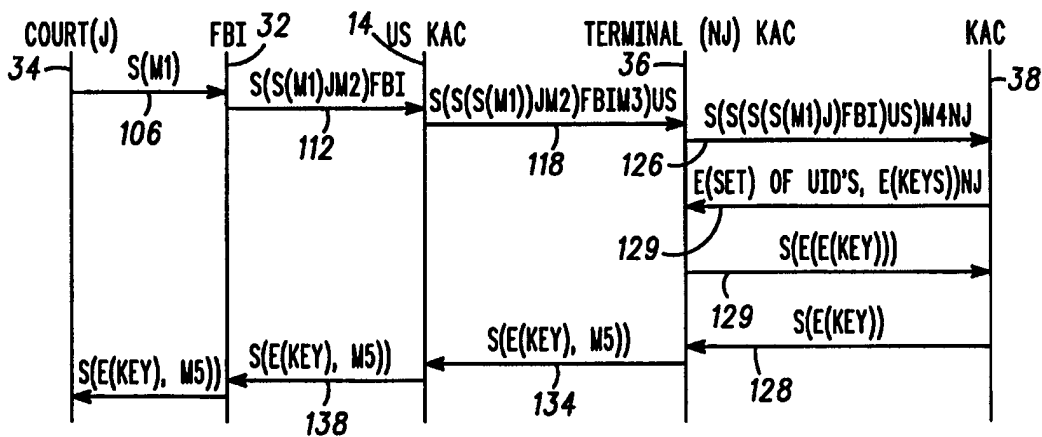 COURT(J) FBI 32 14 US KAC TERMINAL (NJ) KAC KAC
34 36 38
S(M1)
106
S(S(M1)JM2)FBI
112
S(S(S(M1))JM2)FBIM3)US
118
S(S(S(S(M1)J)FBI)US)M4NJ
126
E(SET) OF UID'S, E(KEYS))NJ
129
S(E(E(KEY)))
129
S(E(KEY))
128
S(E(KEY), M5))
134
S(E(KEY), M5))
138
S(E(KEY), M5))